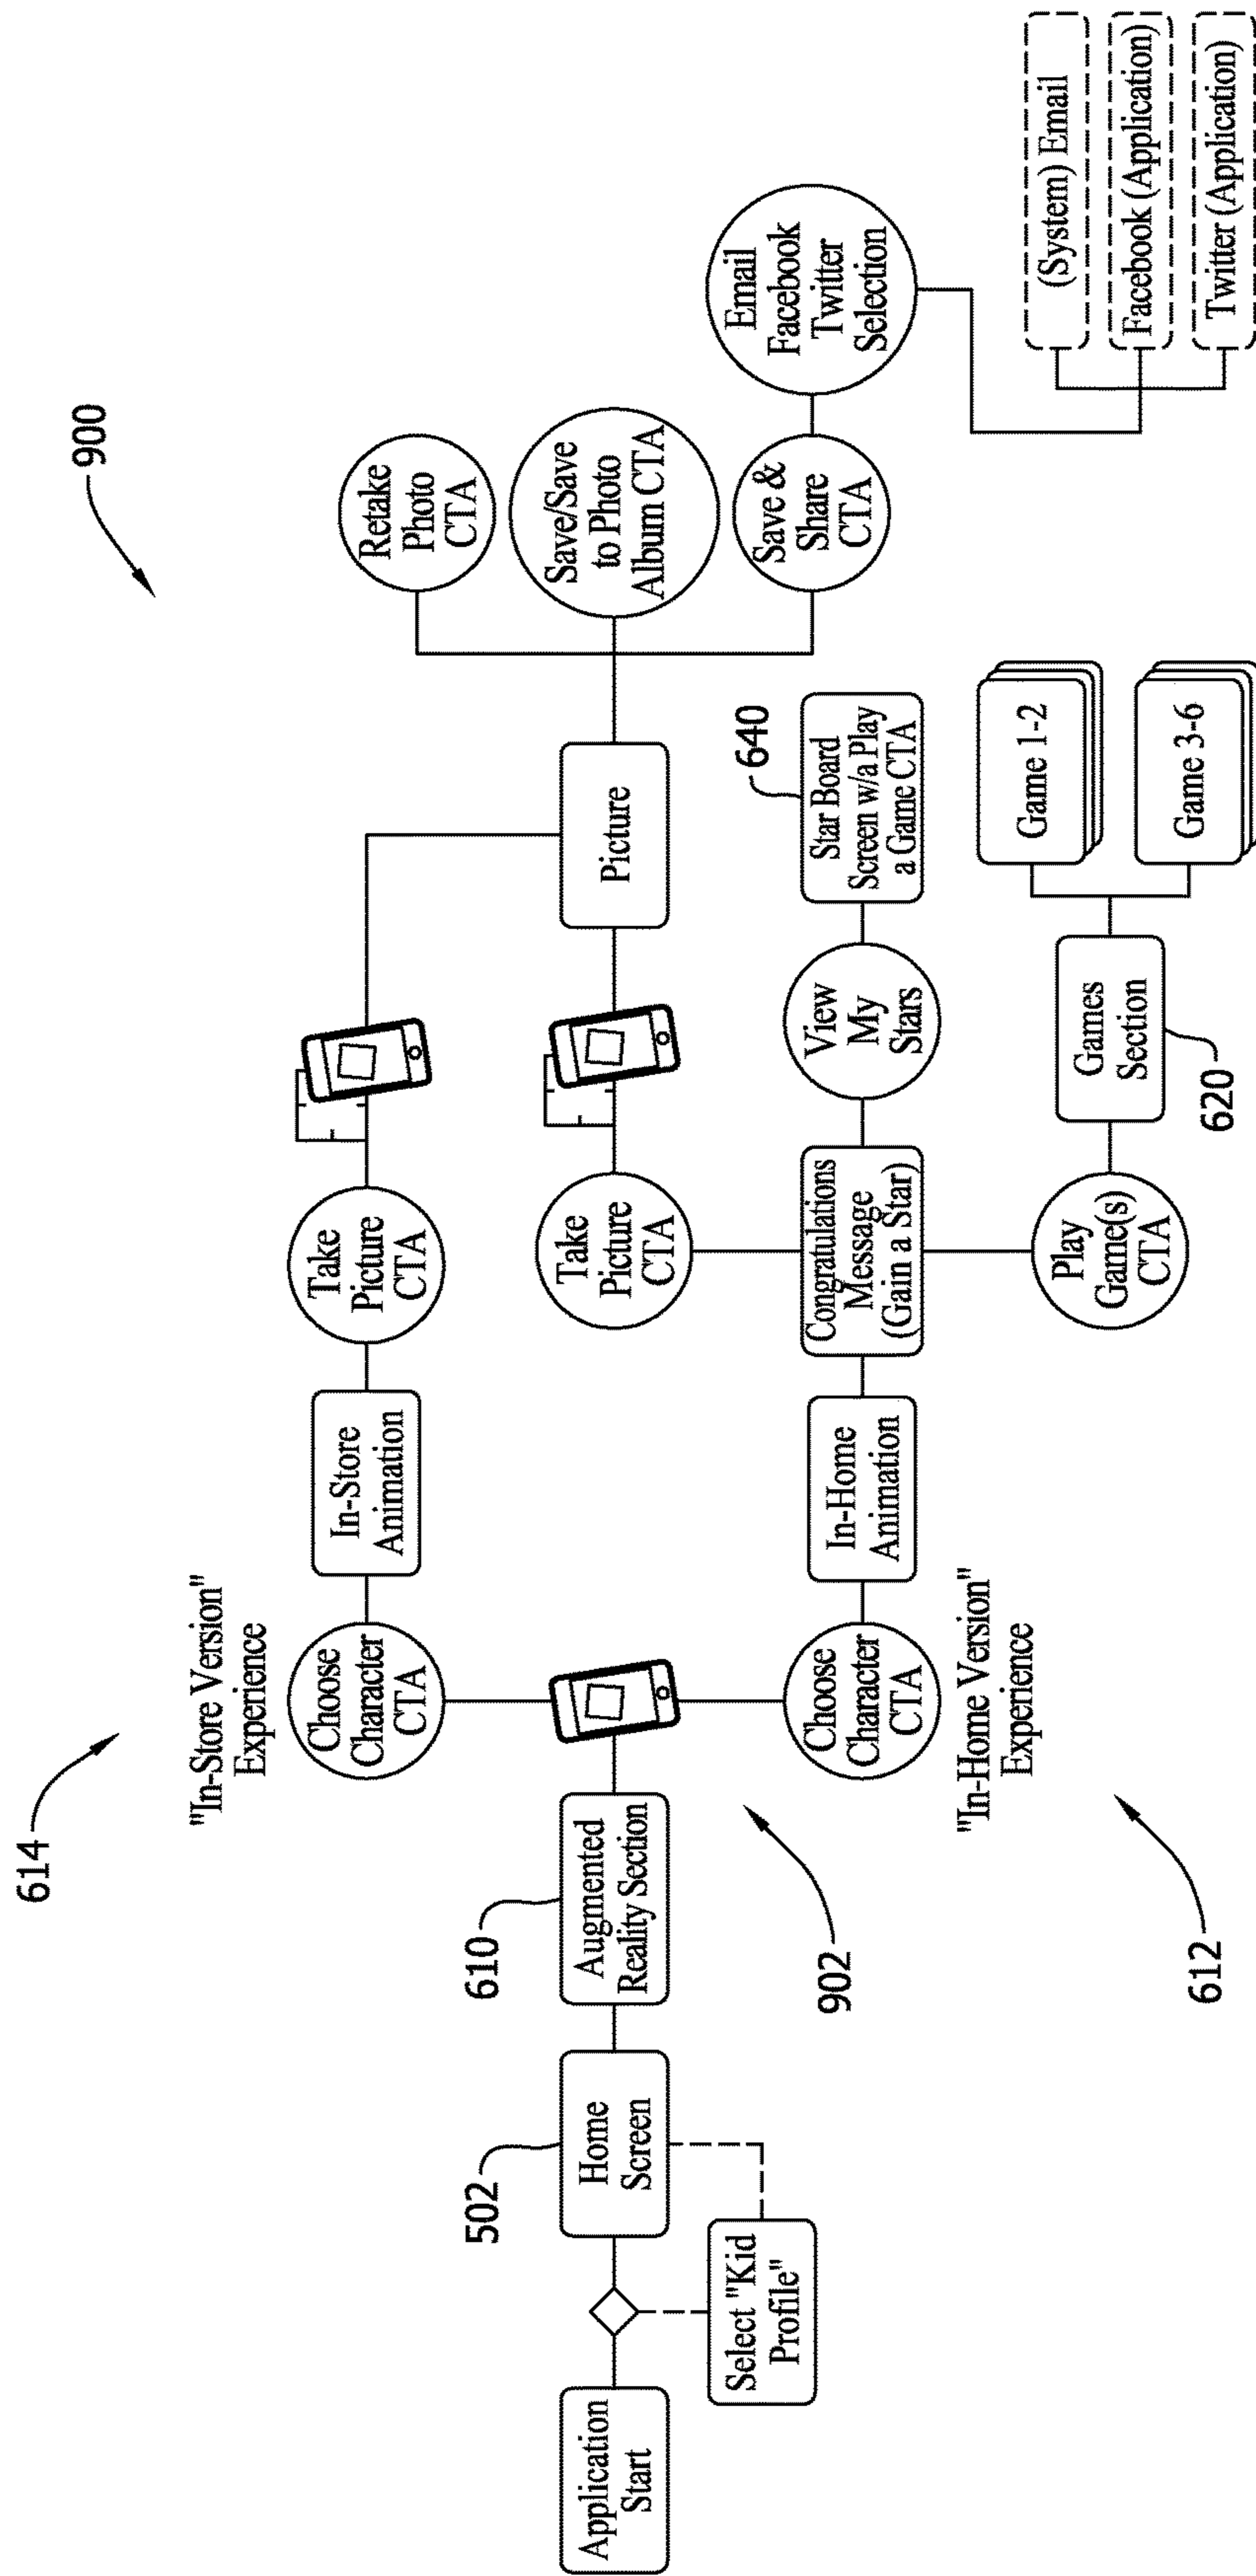 900
614
"In-Store Version"
Experience
Choose
Character
CTA
In-Store
Animation
Take
Picture
CTA
Retake
Photo
CTA
Application
Start
Select "Kid
Profile"
502
Home
Screen
610
Augmented
Reality Section
902
Take
Picture
CTA
Picture
Save/Save
to Photo
Album CTA
Save &
Share
CTA
Email
Facebook
Twitter
Selection
(System) Email
Facebook (Application)
Twitter (Application)
Choose
Character
CTA
"In-Home Version"
Experience
612
In-Home
Animation
Congratulations
Message
(Gain a Star)
View
My
Stars
640
Star Board
Screen w/a Play
a Game CTA
Play
Game(s)
CTA
Games
Section
620
Game 1-2
Game 3-6